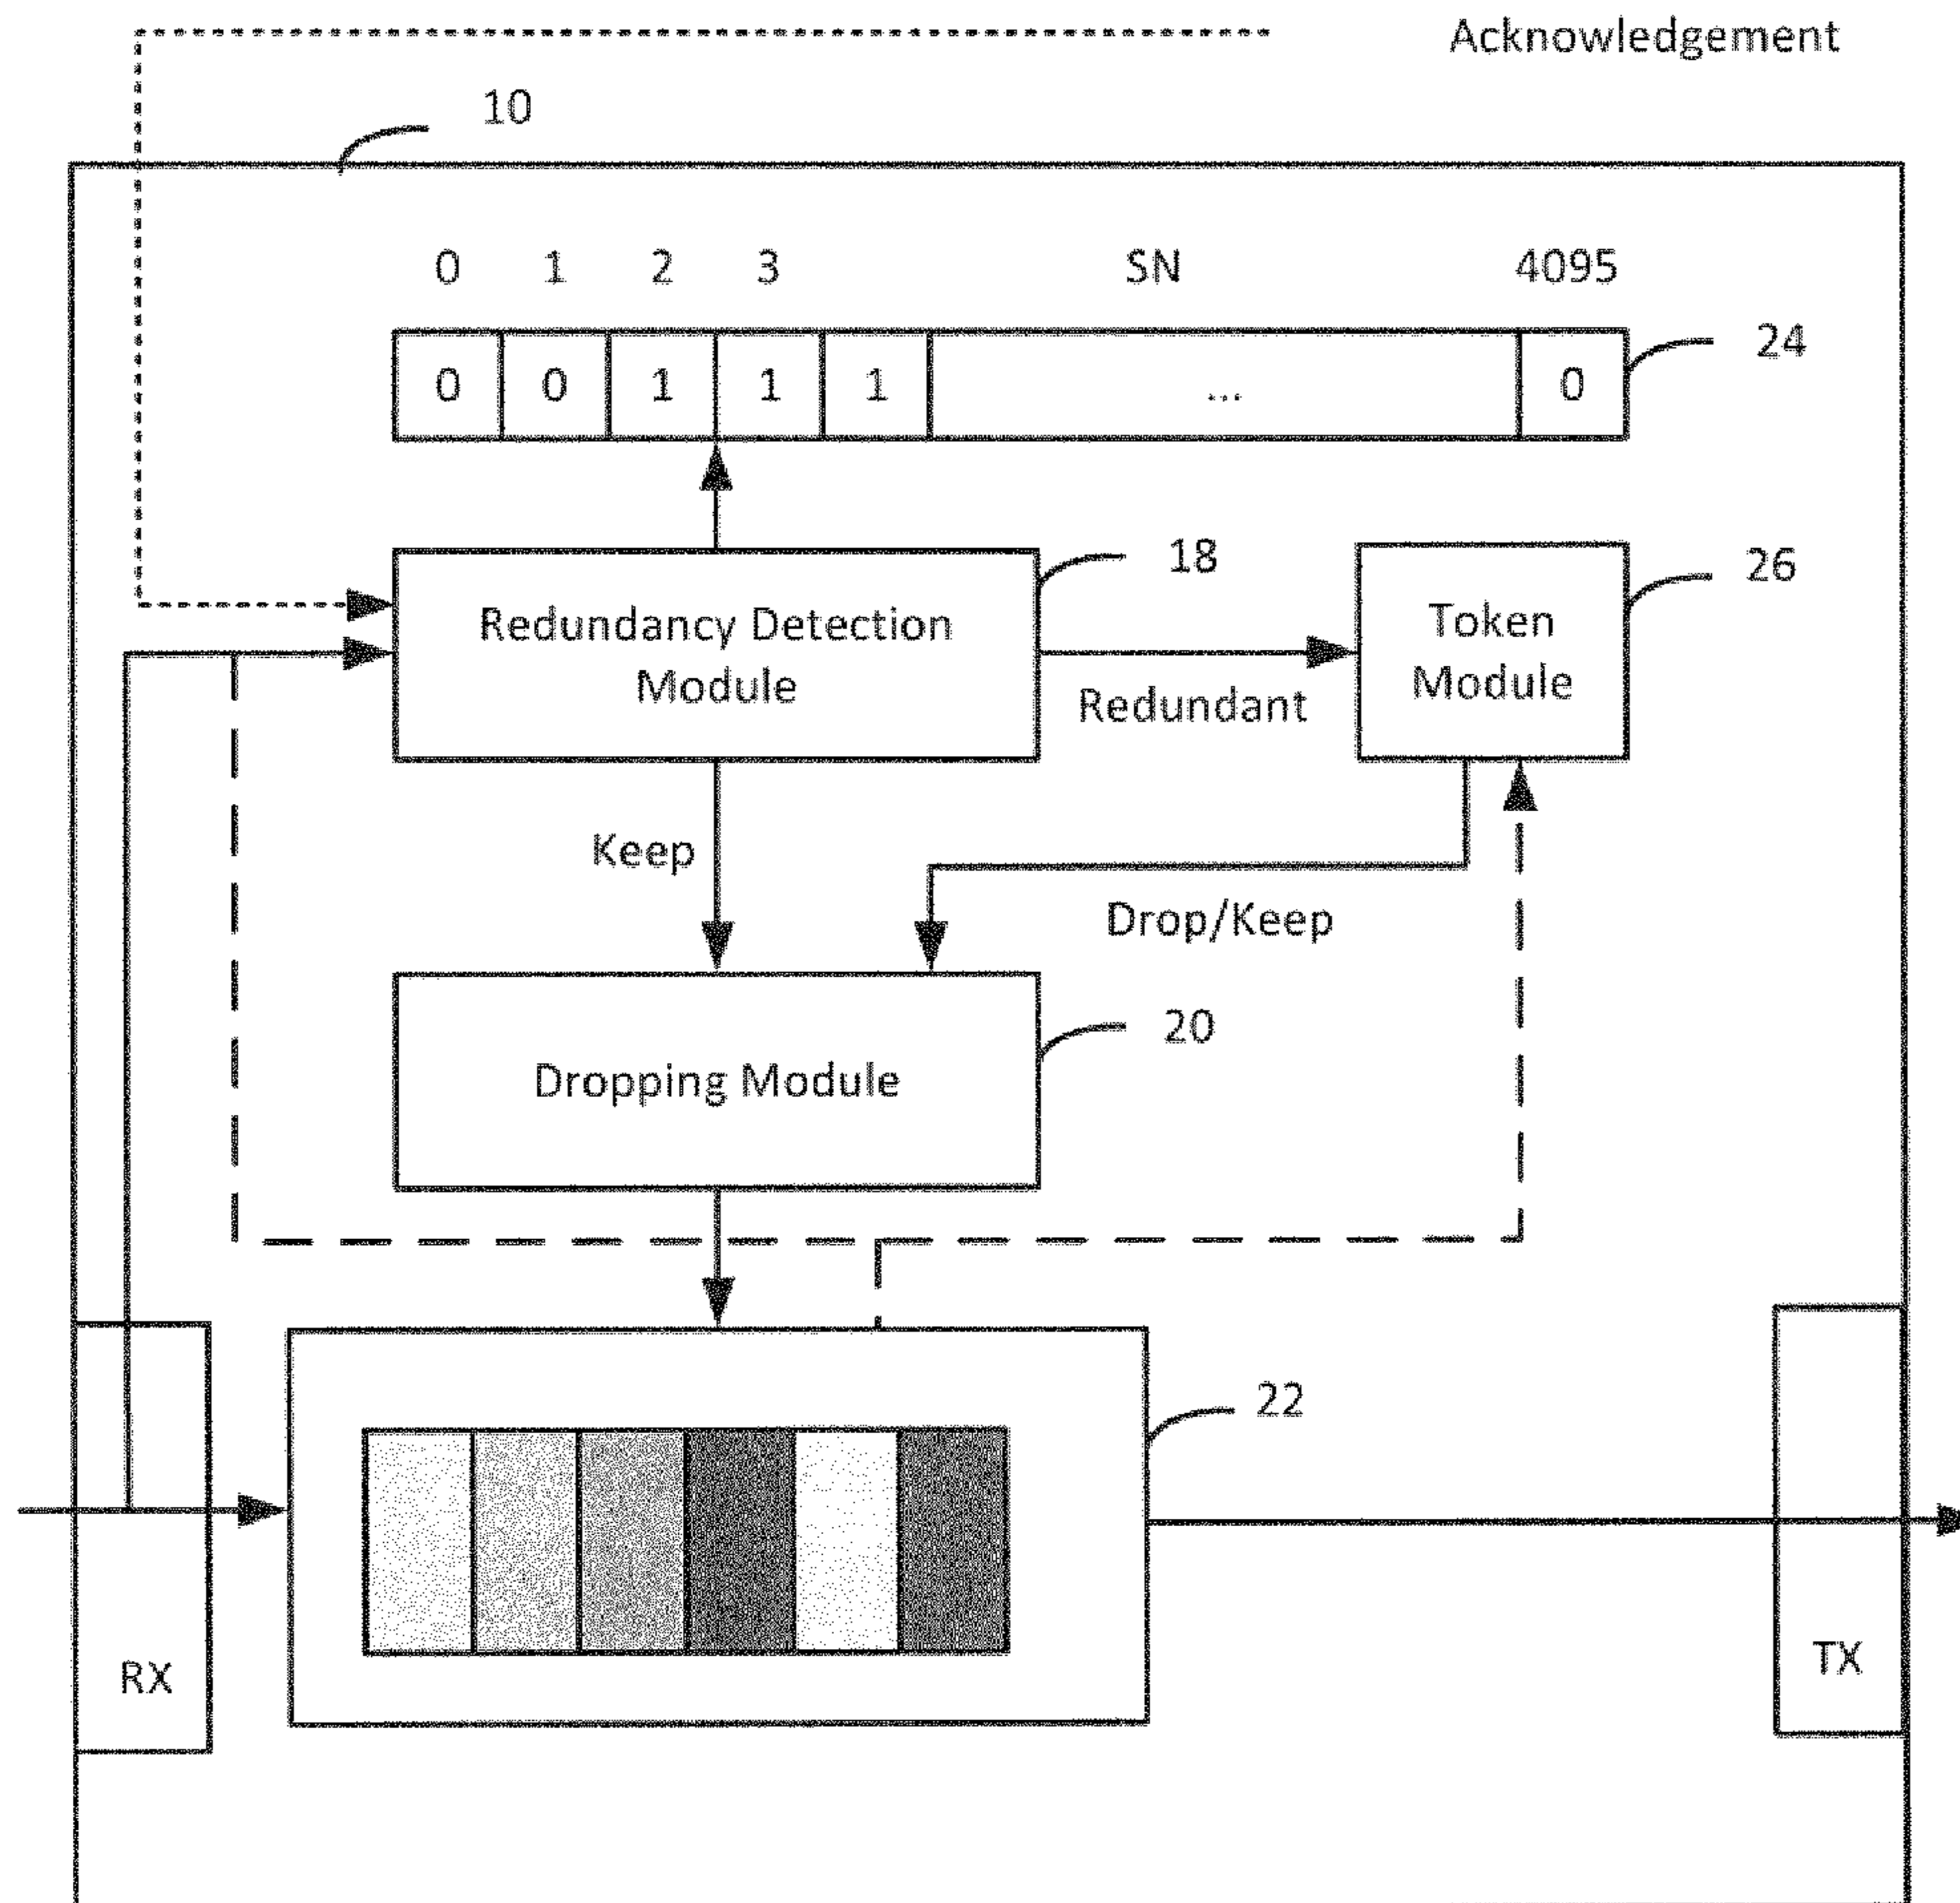 Acknowledgement
10
0 1 2 3 SN 4095
24
0 0 1 1 1 ... 0
18
26
Redundancy Detection
Module
Token
Module
Redundant
Keep
Drop/Keep
20
Dropping Module
22
RX
TX